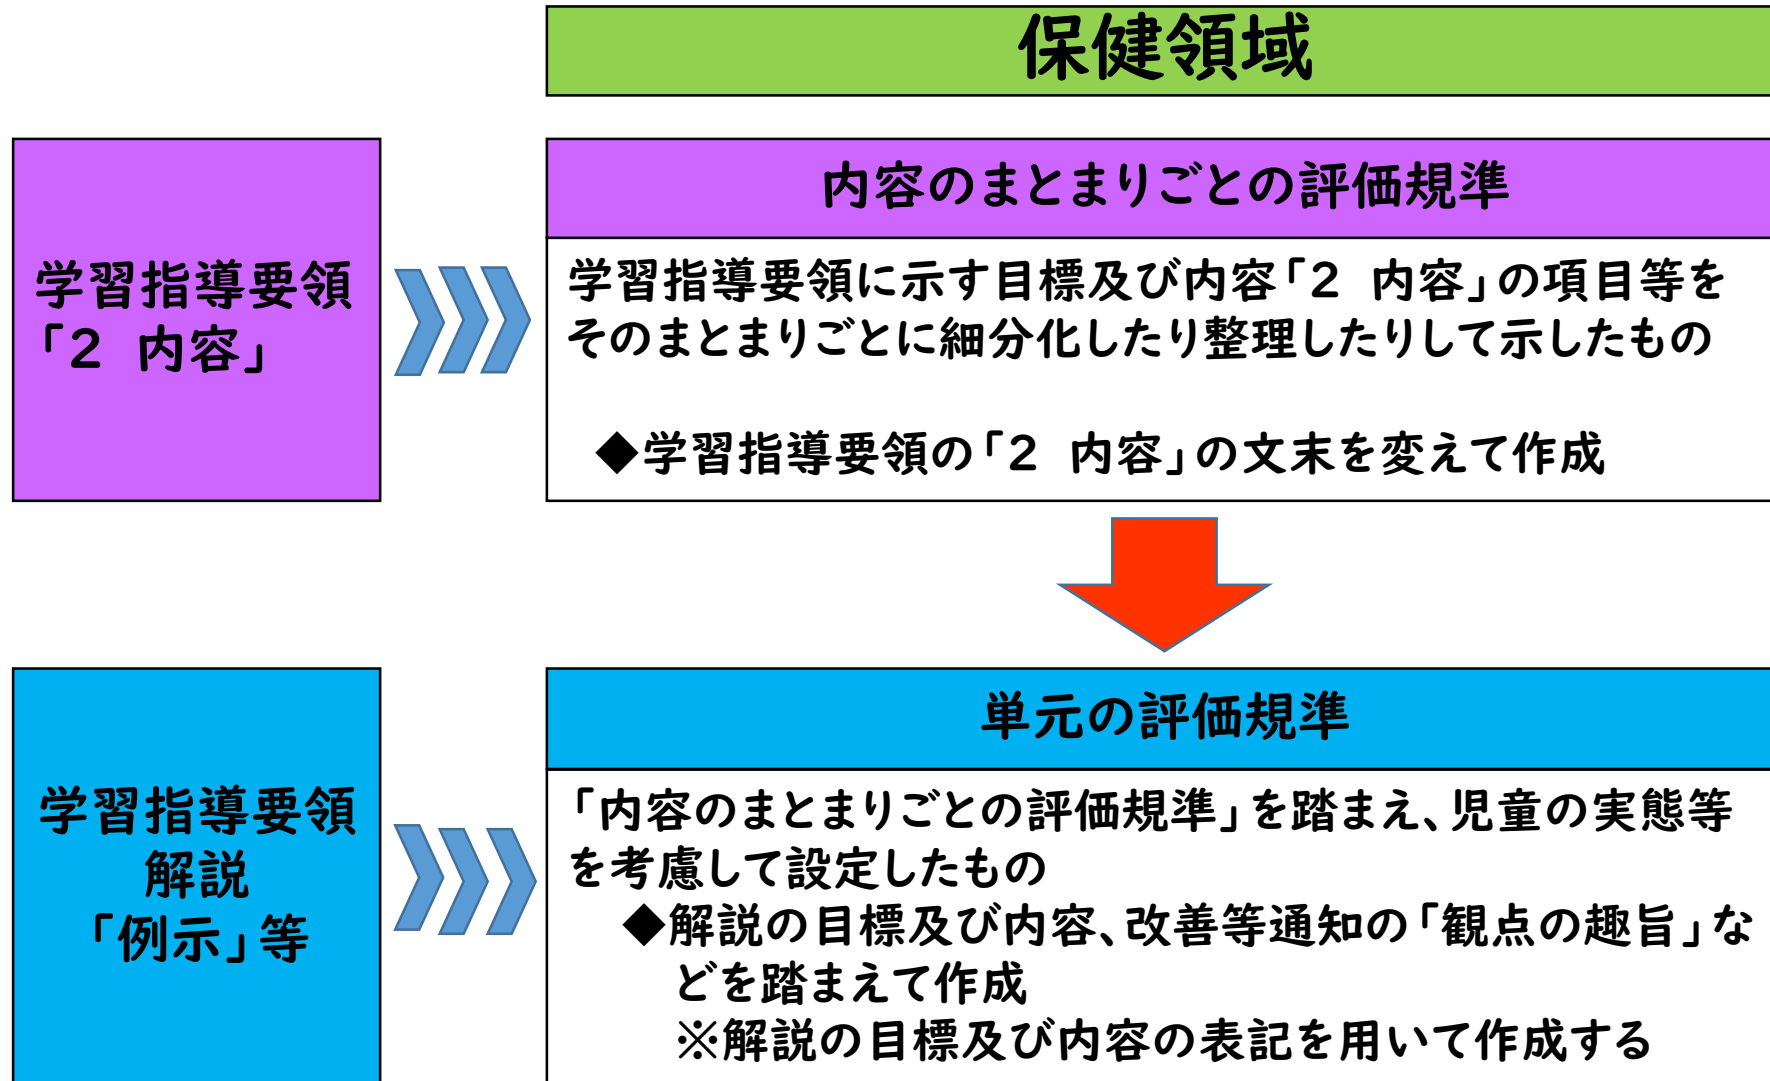 保健領域
学習指導要領
「2 内容」
内容のまとまりごとの評価規準
学習指導要領に示す目標及び内容「2 内容」の項目等を
そのまとまりごとに細分化したり整理したりして示したもの
◆学習指導要領の「2 内容」の文末を変えて作成
学習指導要領
解説
「例示」等
単元の評価規準
「内容のまとまりごとの評価規準」を踏まえ、児童の実態等
を考慮して設定したもの
◆解説の目標及び内容、改善等通知の「観点の趣旨」な
どを踏まえて作成
※解説の目標及び内容の表記を用いて作成する